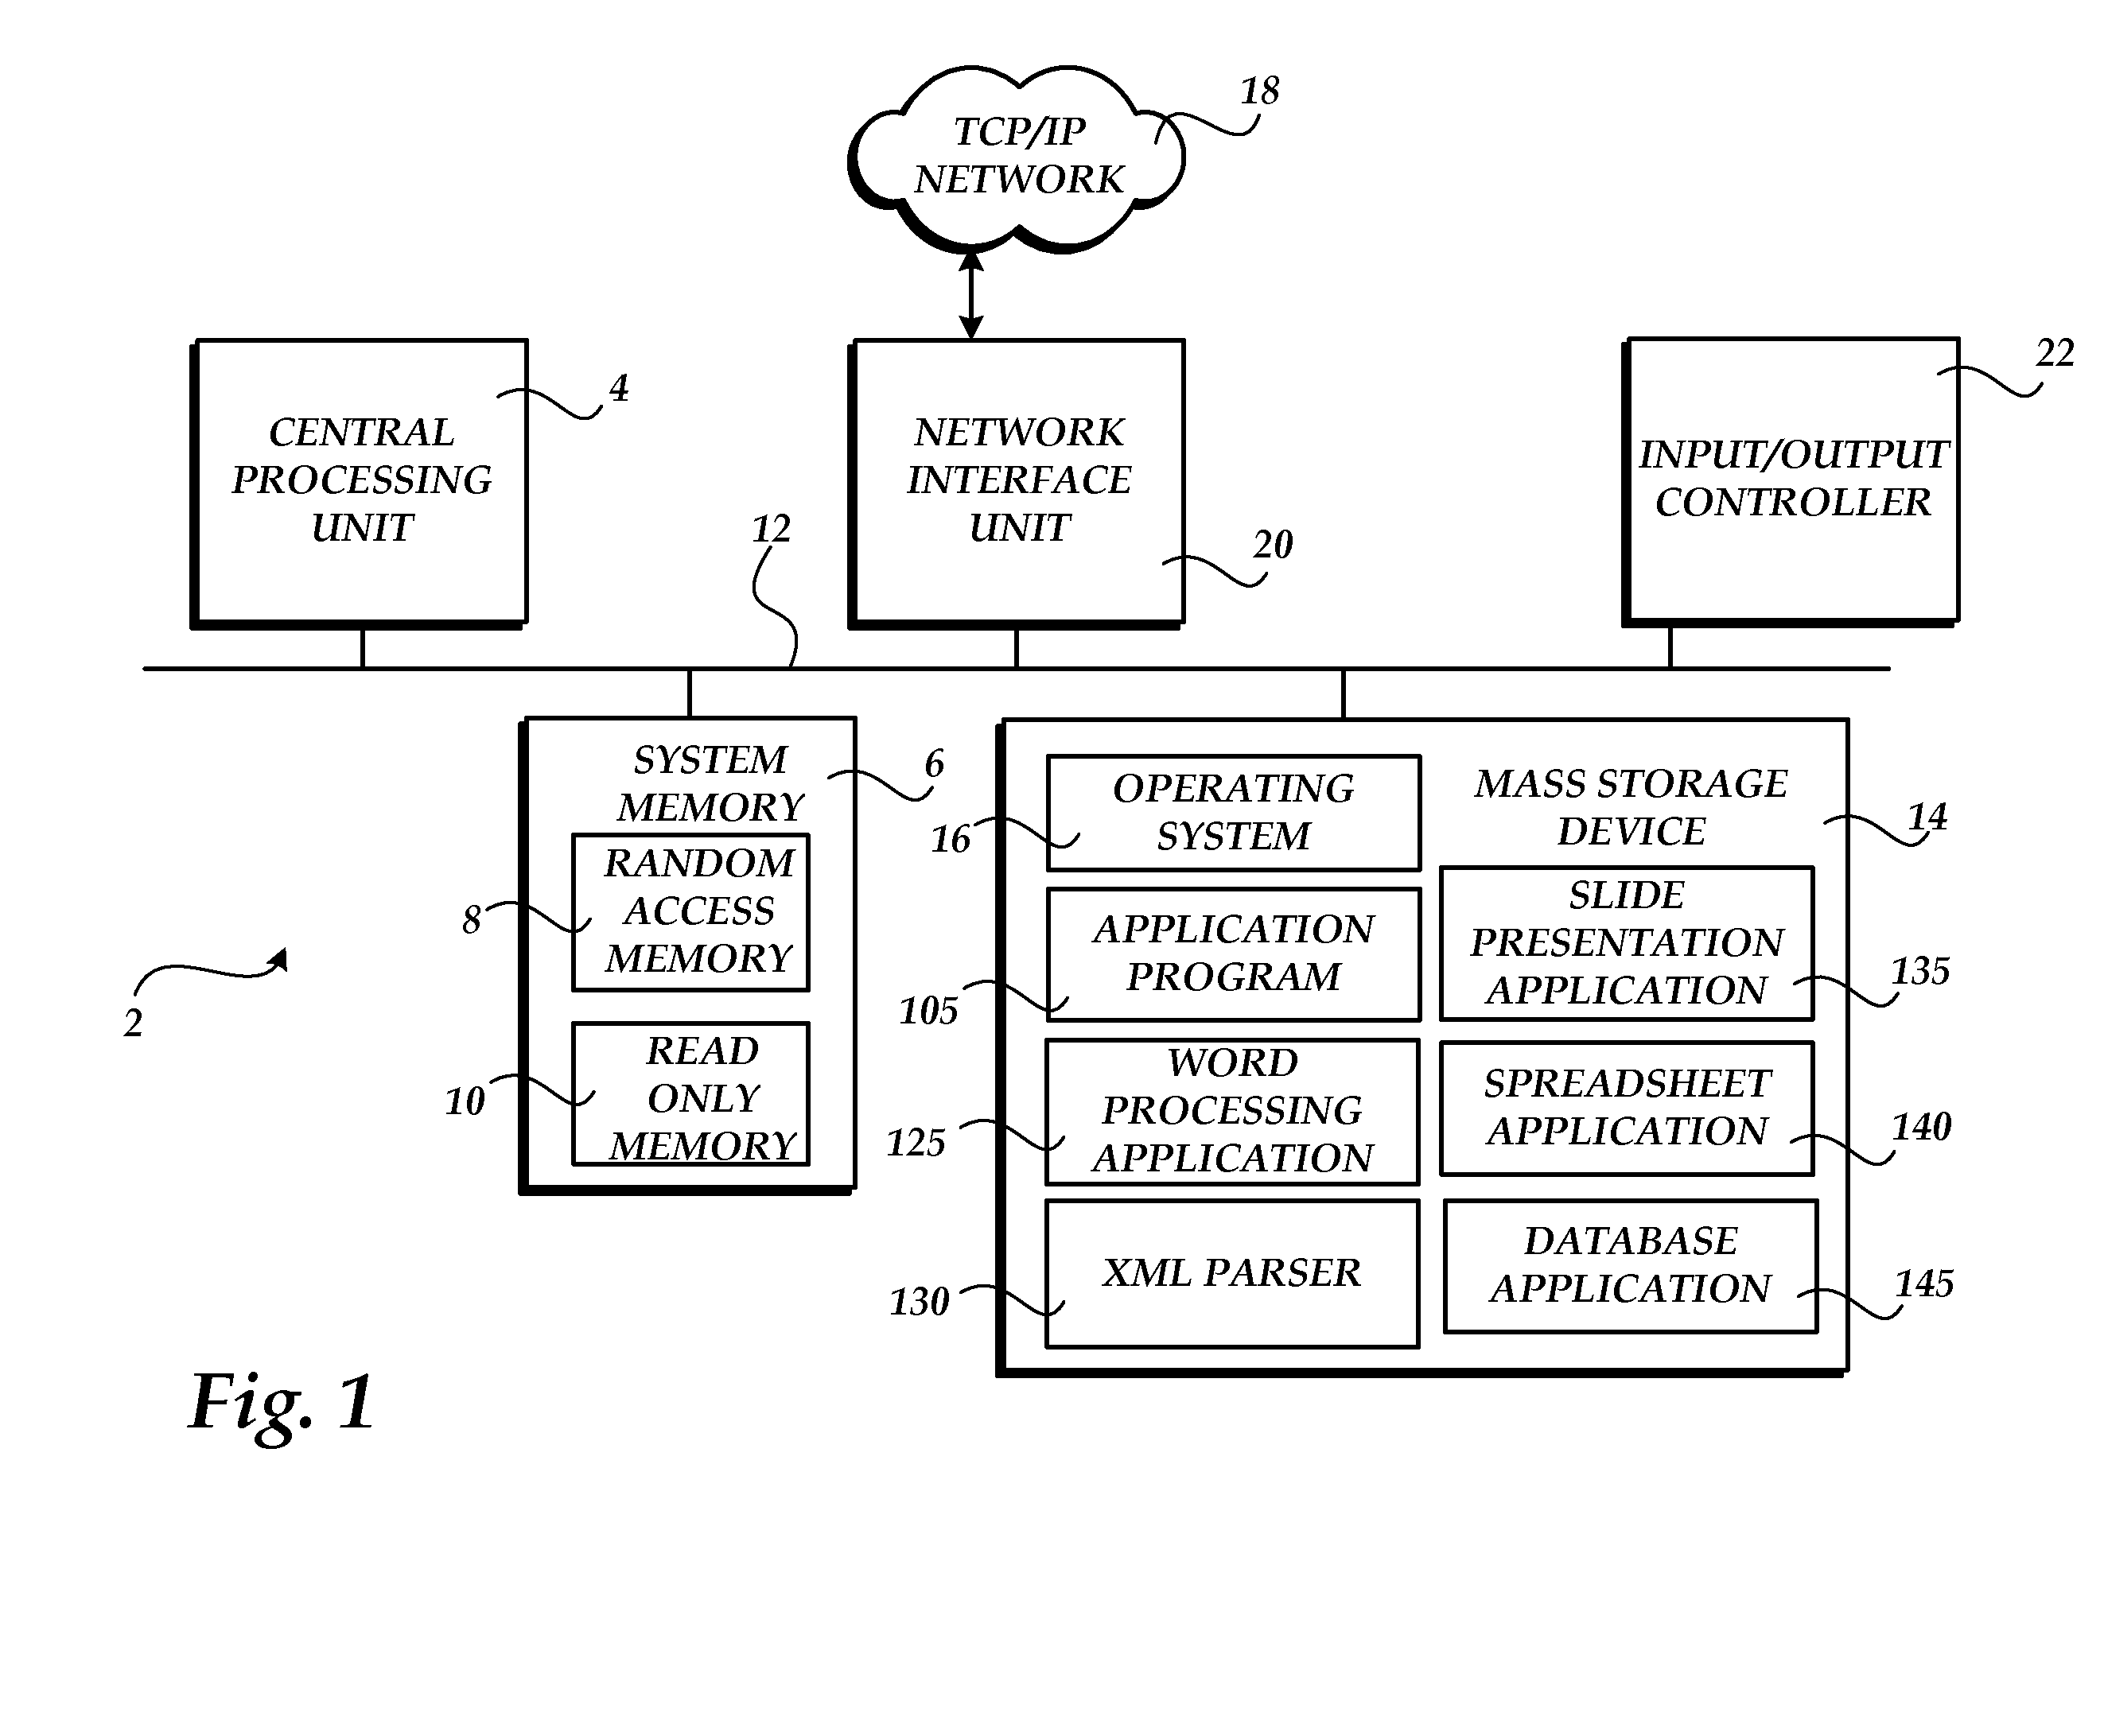 18
TCP/IP
NETWORK
22
4
CENTRAL
PROCESSING
UNIT
NETWORK
INTERFACE
UNIT
INPUT/OUTPUT
CONTROLLER
12
20
SYSTEM
MEMORY
6
RANDOM
ACCESS
MEMORY
8
READ
ONLY
MEMORY
10
2
MASS STORAGE
DEVICE
14
OPERATING
SYSTEM
16
APPLICATION
PROGRAM
105
SLIDE
PRESENTATION
APPLICATION
135
WORD
PROCESSING
APPLICATION
125
SPREADSHEET
APPLICATION
140
XML PARSER
130
DATABASE
APPLICATION
145
Fig. 1